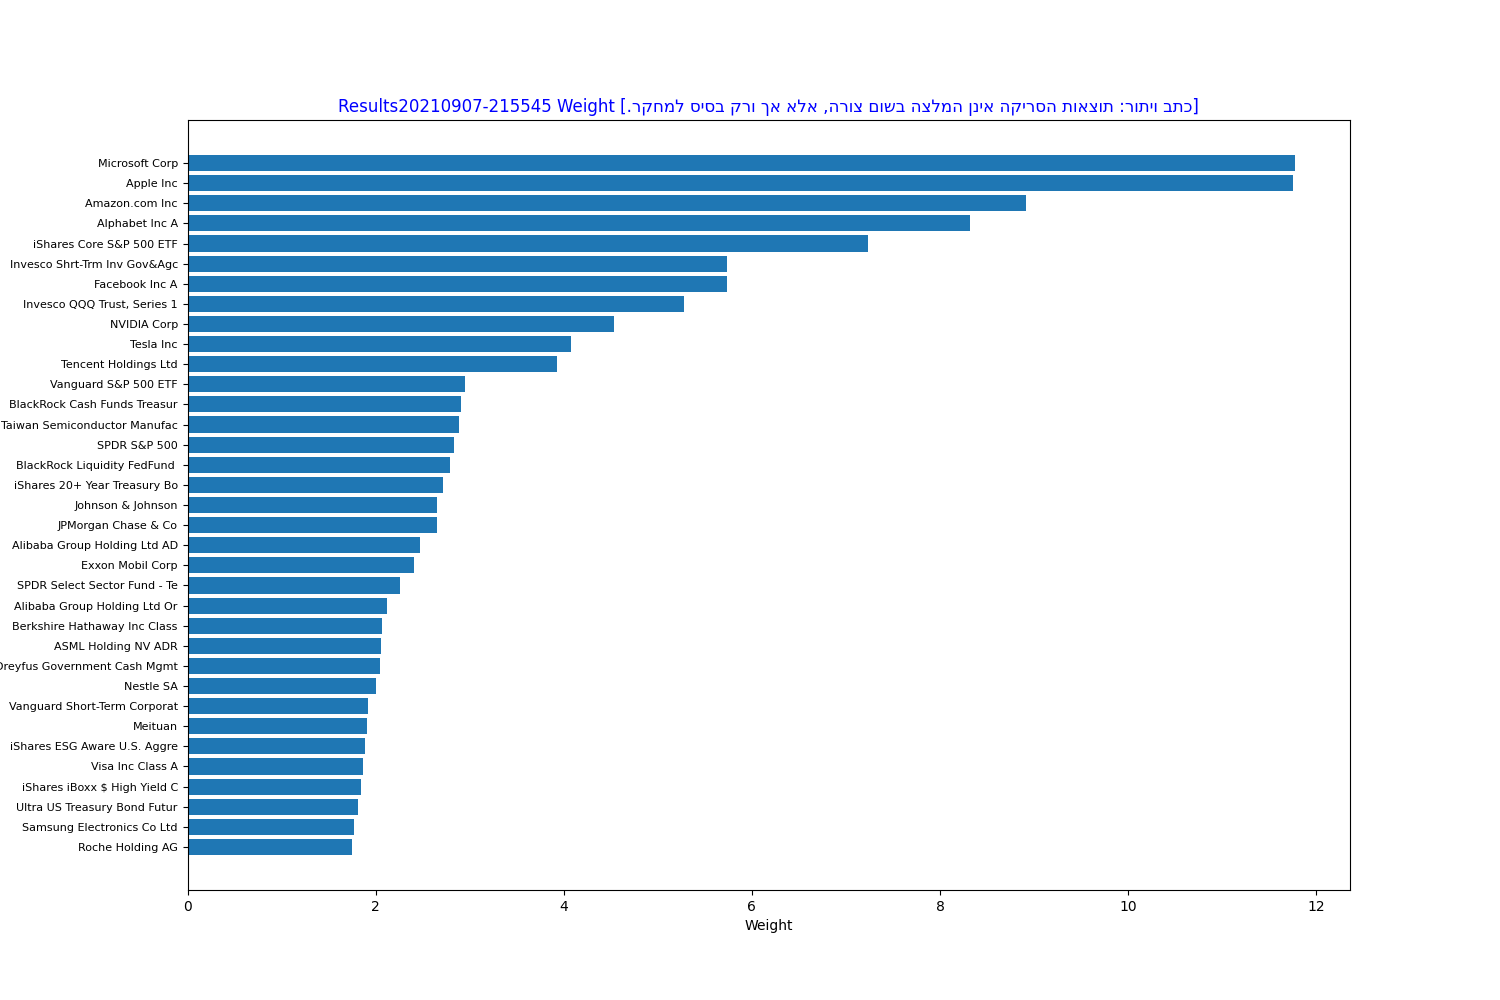 Results20210907-215545 Weight [כתב ויתור: תוצאות הסריקה אינן המלצה בשום צורה, אלא אך ורק בסיס למחקר.]
Microsoft Corp
Apple Inc
Amazon.com Inc
Alphabet Inc A
iShares Core S&P 500 ETF
Invesco Shrt-Trm Inv Gov&Agc
Facebook Inc A
Invesco QQQ Trust, Series 1
NVIDIA Corp
Tesla Inc
Tencent Holdings Ltd
Vanguard S&P 500 ETF
BlackRock Cash Funds Treasur
Taiwan Semiconductor Manufac
SPDR S&P 500
BlackRock Liquidity FedFund
iShares 20+ Year Treasury Bo
Johnson & Johnson
JPMorgan Chase & Co
Alibaba Group Holding Ltd AD
Exxon Mobil Corp
SPDR Select Sector Fund - Te
Alibaba Group Holding Ltd Or
Berkshire Hathaway Inc Class
ASML Holding NV ADR
Dreyfus Government Cash Mgmt
Nestle SA
Vanguard Short-Term Corporat
Meituan
iShares ESG Aware U.S. Aggre
Visa Inc Class A
iShares iBoxx $ High Yield C
Ultra US Treasury Bond Futur
Samsung Electronics Co Ltd
Roche Holding AG
0 2 4 6 8 10 12
Weight